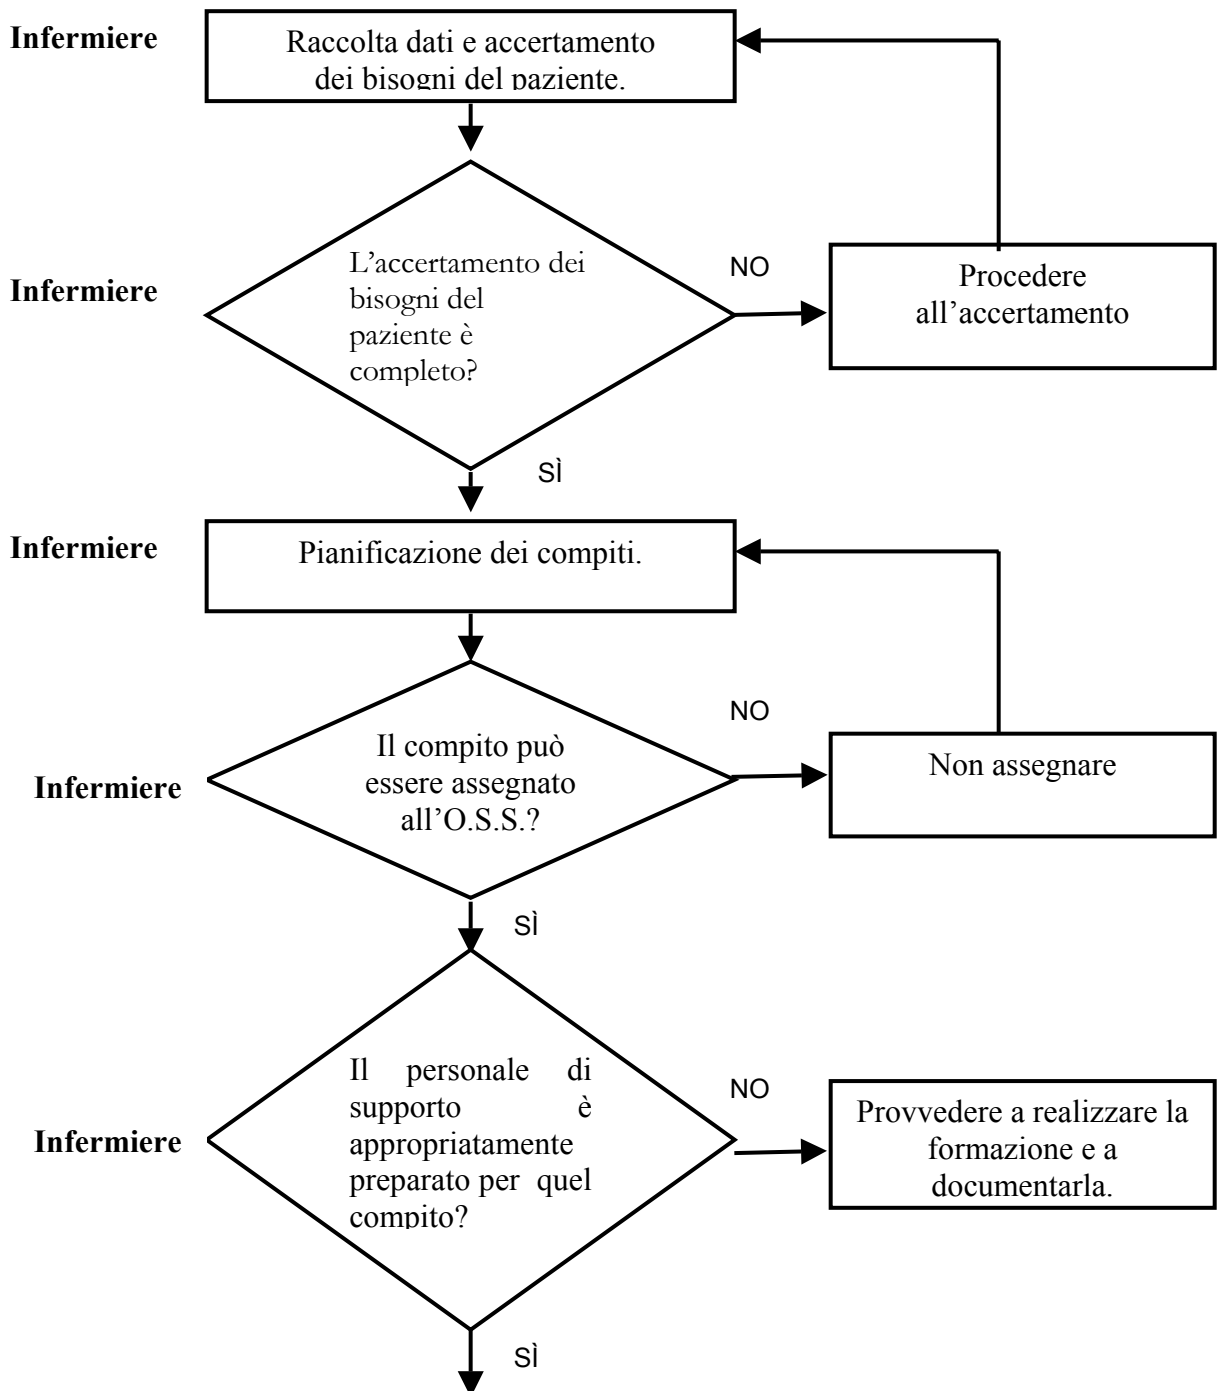 Infermiere
Raccolta dati e accertamento
dei bisogni del paziente.
Infermiere
L'accertamento dei
bisogni del
paziente è
completo?
NO
Procedere
all'accertamento
SÌ
Infermiere
Pianificazione dei compiti.
Infermiere
Il compito può
essere assegnato
all'O.S.S.?
NO
Non assegnare
SÌ
Infermiere
Il personale di
supporto è
appropriatamente
preparato per quel
compito?
NO
Provvedere a realizzare la
formazione e a
documentarla.
SÌ